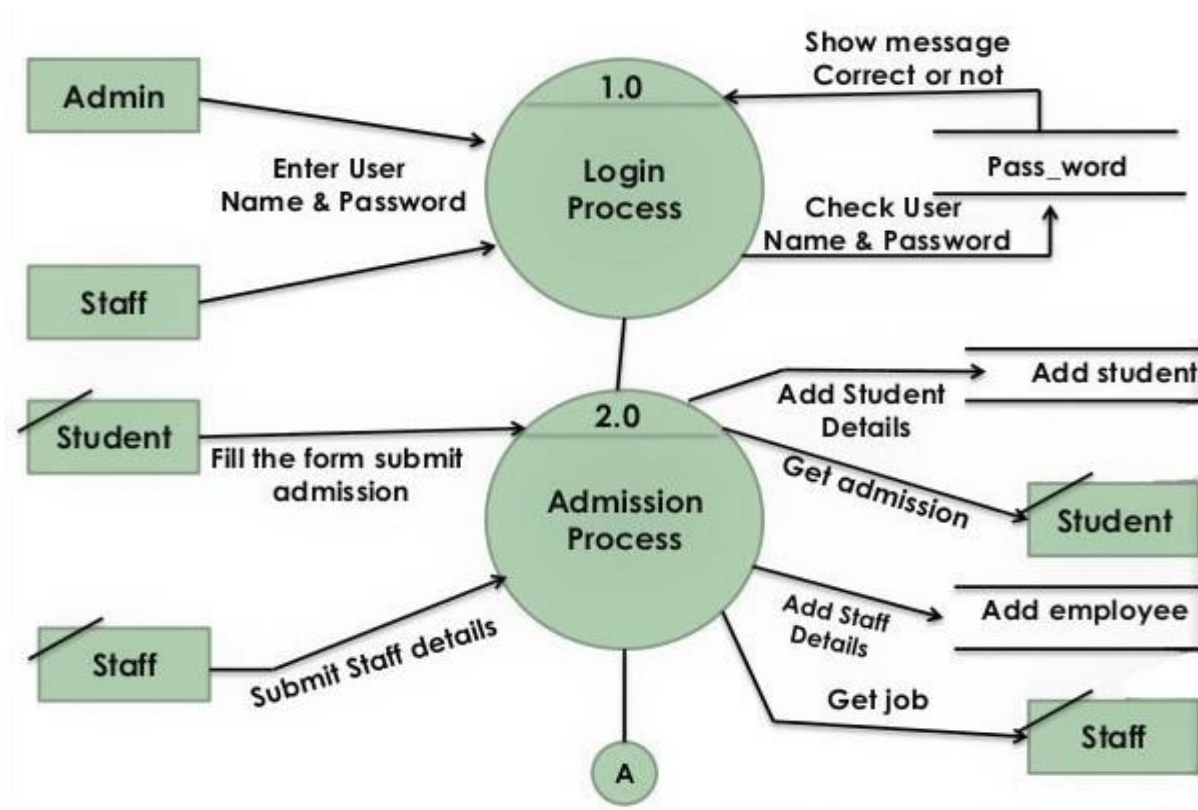 Admin
Enter User
Name & Password
Staff
1.0
Login
Process
Show message
Correct or not
Pass_word
Check User
Name & Password
Student
Fill the form submit
admission
2.0
Admission
Process
Add Student
Details
Add student
Get admission
Student
Staff
Submit Staff details
Add Staff
Details
Add employee
Get job
Staff
A